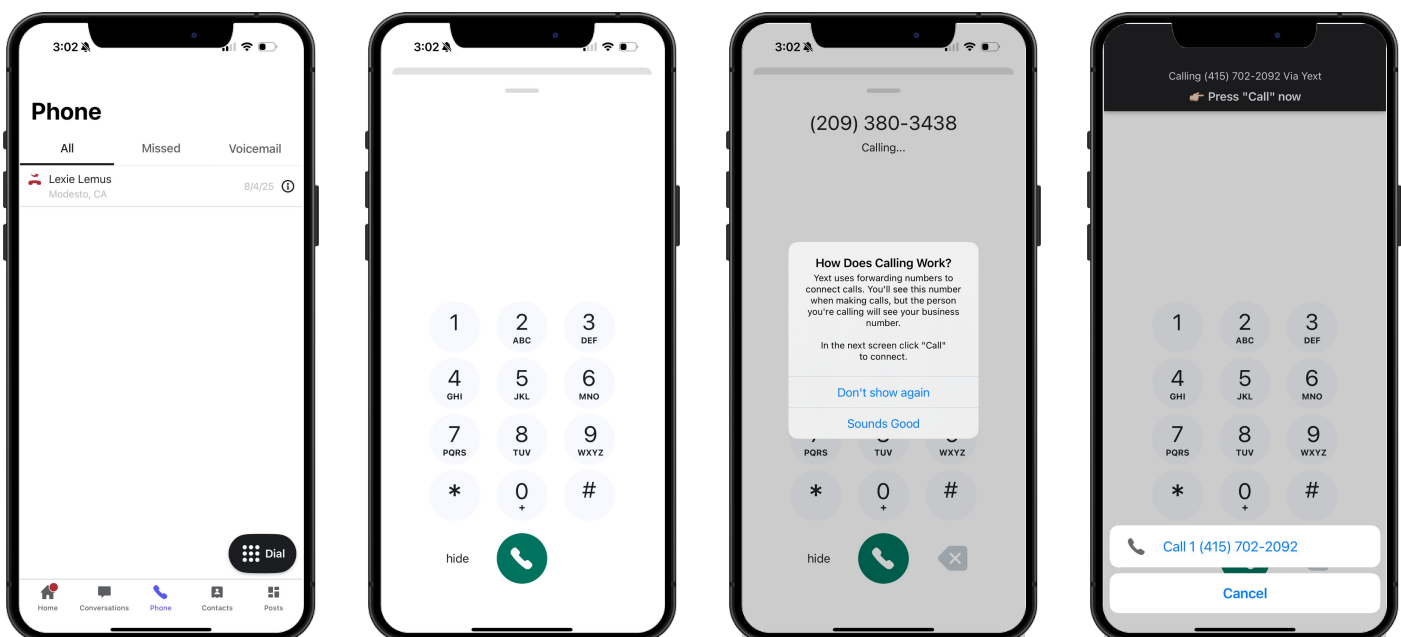 3:02
Phone
All Missed Voicemail
Lexie Lemus
Modesto, CA
8/4/25
Dial
Home Conversations Phone Contacts Posts
3:02
1 2 3
ABC DEF
4 5 6
GHI JKL MNO
7 8 9
PQRS TUV WXYZ
* 0 #
+
hide
3:02
(209) 380-3438
Calling...
How Does Calling Work?
Yext uses forwarding numbers to
connect calls. You'll see this number
when making calls, but the person
you're calling will see your business
number.
In the next screen click "Call"
to connect.
Don't show again
Sounds Good
PQRS TUV WXYZ
* 0 #
+
hide
Calling (415) 702-2092 Via Yext
👉🏼 Press "Call" now
1 2 3
ABC DEF
4 5 6
GHI JKL MNO
7 8 9
PQRS TUV WXYZ
* 0 #
+
Call 1 (415) 702-2092
Cancel